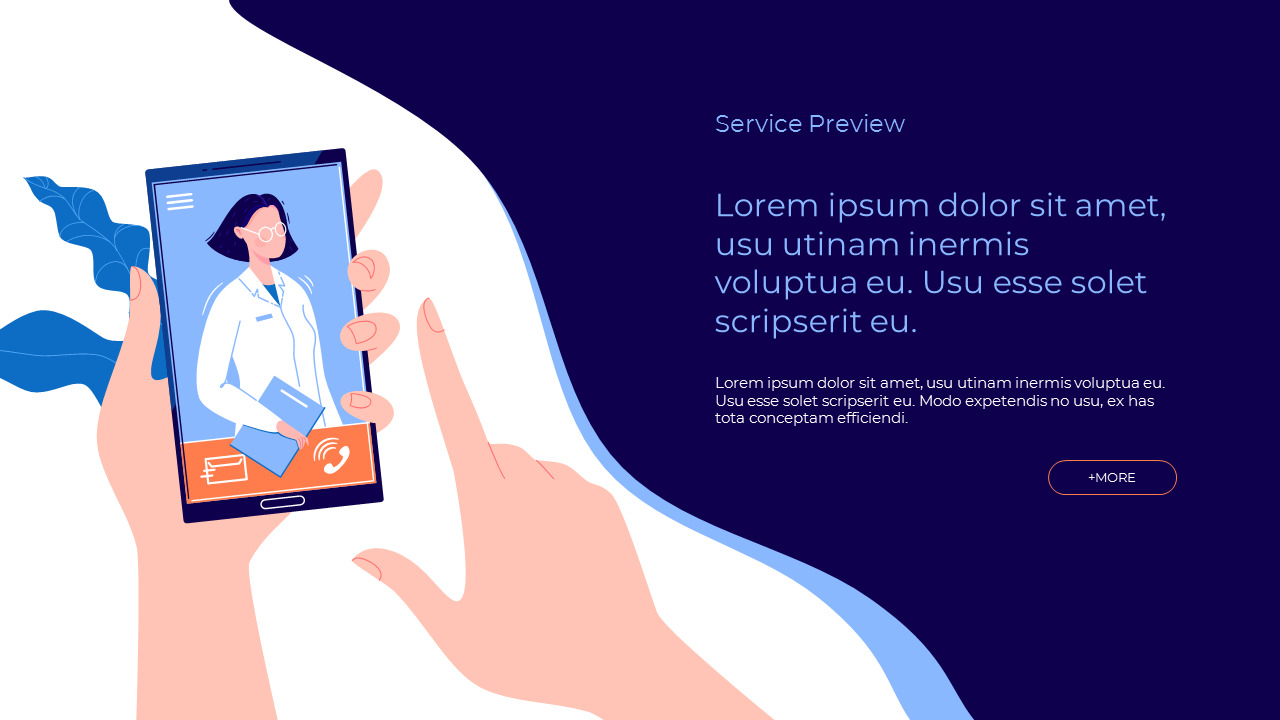 Service Preview
Lorem ipsum dolor sit amet,
usu utinam inermis
voluptua eu. Usu esse solet
scripserit eu.
Lorem ipsum dolor sit amet, usu utinam inermis voluptua eu.
Usu esse solet scripserit eu. Modo expetendis no usu, ex has
tota conceptam efficiendi.
+MORE